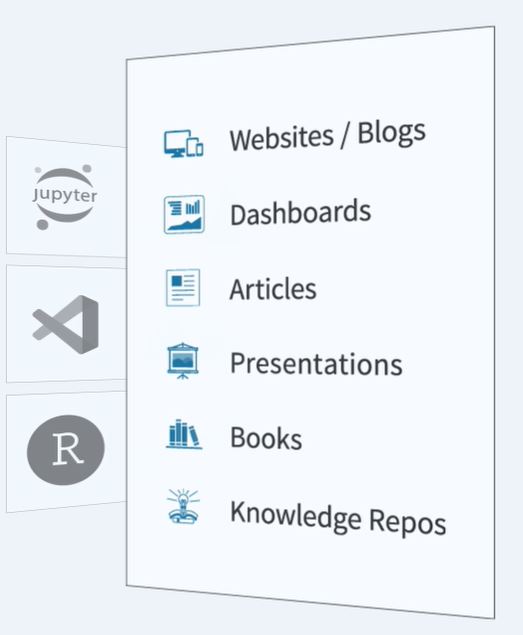 Jupyter
R
Websites / Blogs
Dashboards
Articles
Presentations
Books
Knowledge Repos